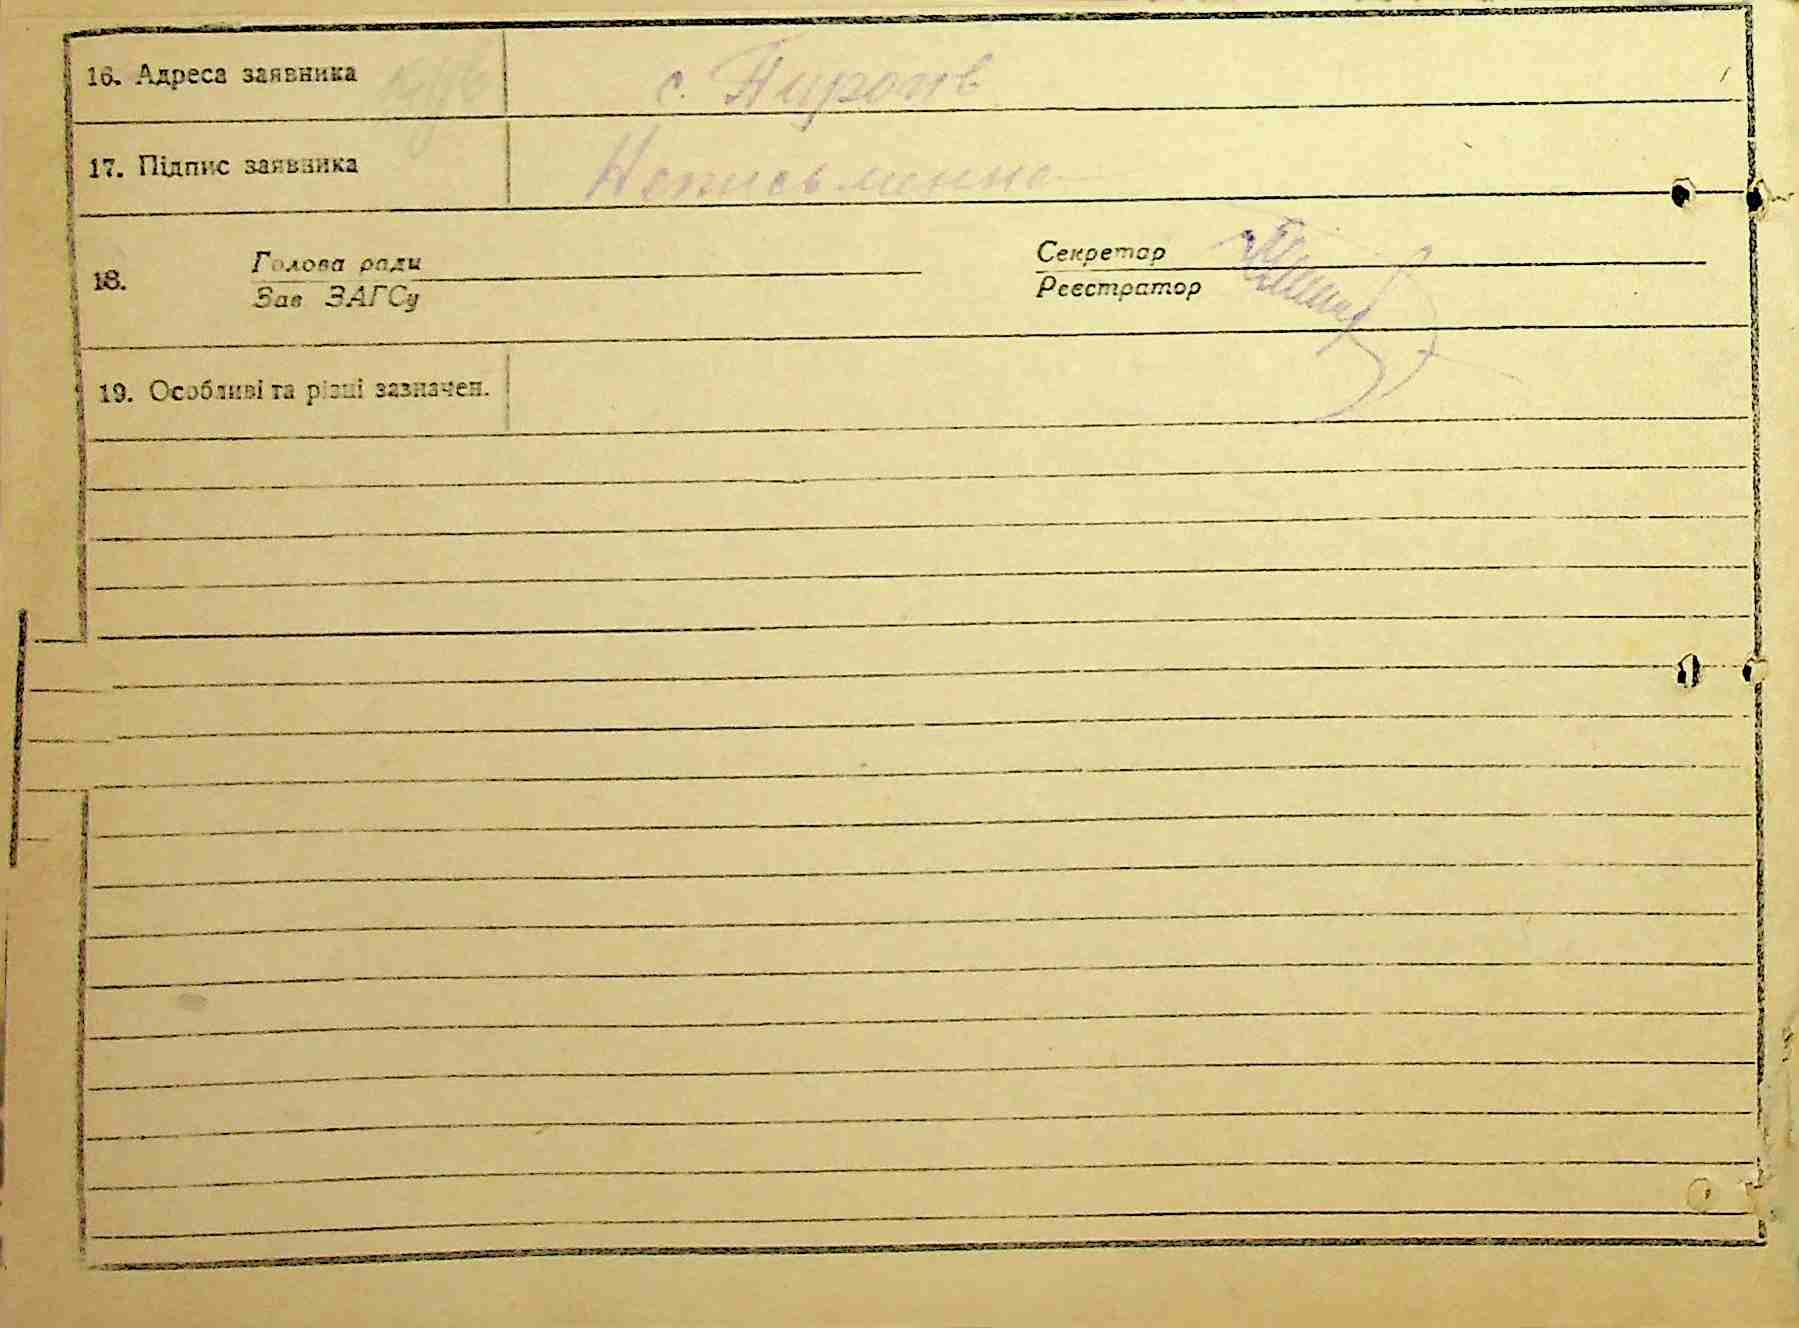 16. Адреса заявника с. Пирогів
17. Підпис заявника Неписьменна
18. Голова ради Секретар
Зав ЗАГСу Реєстратор
19. Особливі та різні зазначен.